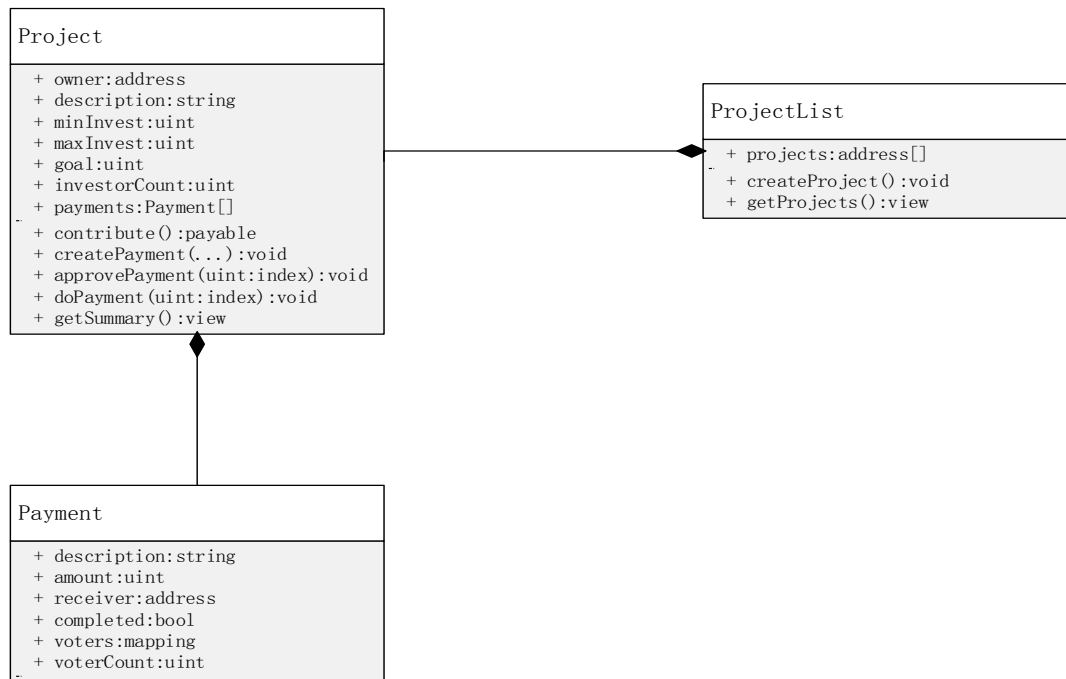 Project
+ owner:address
+ description:string
+ minInvest:uint
+ maxInvest:uint
+ goal:uint
+ investorCount:uint
+ payments:Payment[]
+ contribute():payable
+ createPayment(...):void
+ approvePayment(uint:index):void
+ doPayment(uint:index):void
+ getSummary():view
ProjectList
+ projects:address[]
+ createProject():void
+ getProjects():view
Payment
+ description:string
+ amount:uint
+ receiver:address
+ completed:bool
+ voters:mapping
+ voterCount:uint